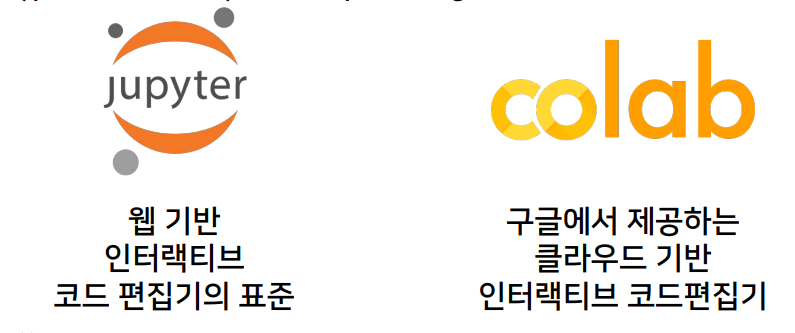 jupyter
colab
웹 기반
인터랙티브
코드 편집기의 표준
구글에서 제공하는
클라우드 기반
인터랙티브 코드편집기